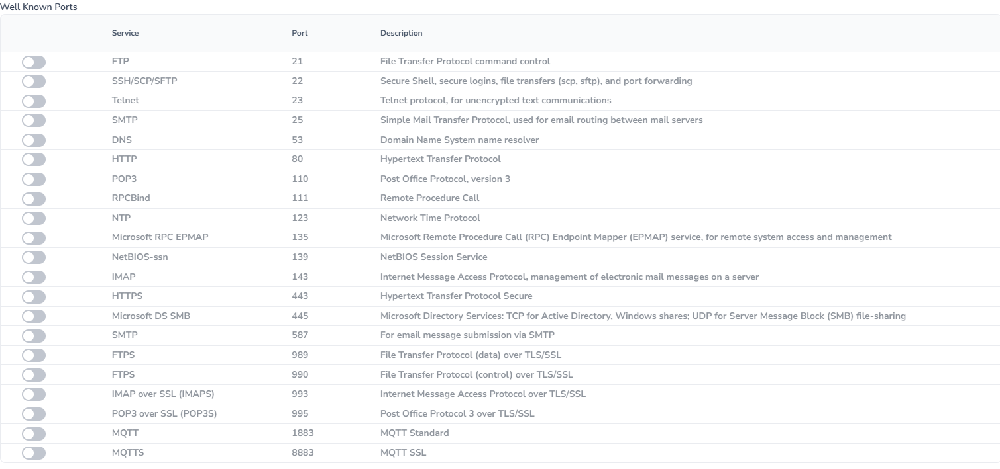 Well Known Ports
Service Port Description
FTP 21 File Transfer Protocol command control
SSH/SCP/SFTP 22 Secure Shell, secure logins, file transfers (scp, sftp), and port forwarding
Telnet 23 Telnet protocol, for unencrypted text communications
SMTP 25 Simple Mail Transfer Protocol, used for email routing between mail servers
DNS 53 Domain Name System name resolver
HTTP 80 Hypertext Transfer Protocol
POP3 110 Post Office Protocol, version 3
RPCBind 111 Remote Procedure Call
NTP 123 Network Time Protocol
Microsoft RPC EPMAP 135 Microsoft Remote Procedure Call (RPC) Endpoint Mapper (EPMAP) service, for remote system access and management
NetBIOS-ssn 139 NetBIOS Session Service
IMAP 143 Internet Message Access Protocol, management of electronic mail messages on a server
HTTPS 443 Hypertext Transfer Protocol Secure
Microsoft DS SMB 445 Microsoft Directory Services: TCP for Active Directory, Windows shares; UDP for Server Message Block (SMB) file-sharing
SMTP 587 For email message submission via SMTP
FTPS 989 File Transfer Protocol (data) over TLS/SSL
FTPS 990 File Transfer Protocol (control) over TLS/SSL
IMAP over SSL (IMAPS) 993 Internet Message Access Protocol over TLS/SSL
POP3 over SSL (POP3S) 995 Post Office Protocol 3 over TLS/SSL
MQTT 1883 MQTT Standard
MQTTS 8883 MQTT SSL